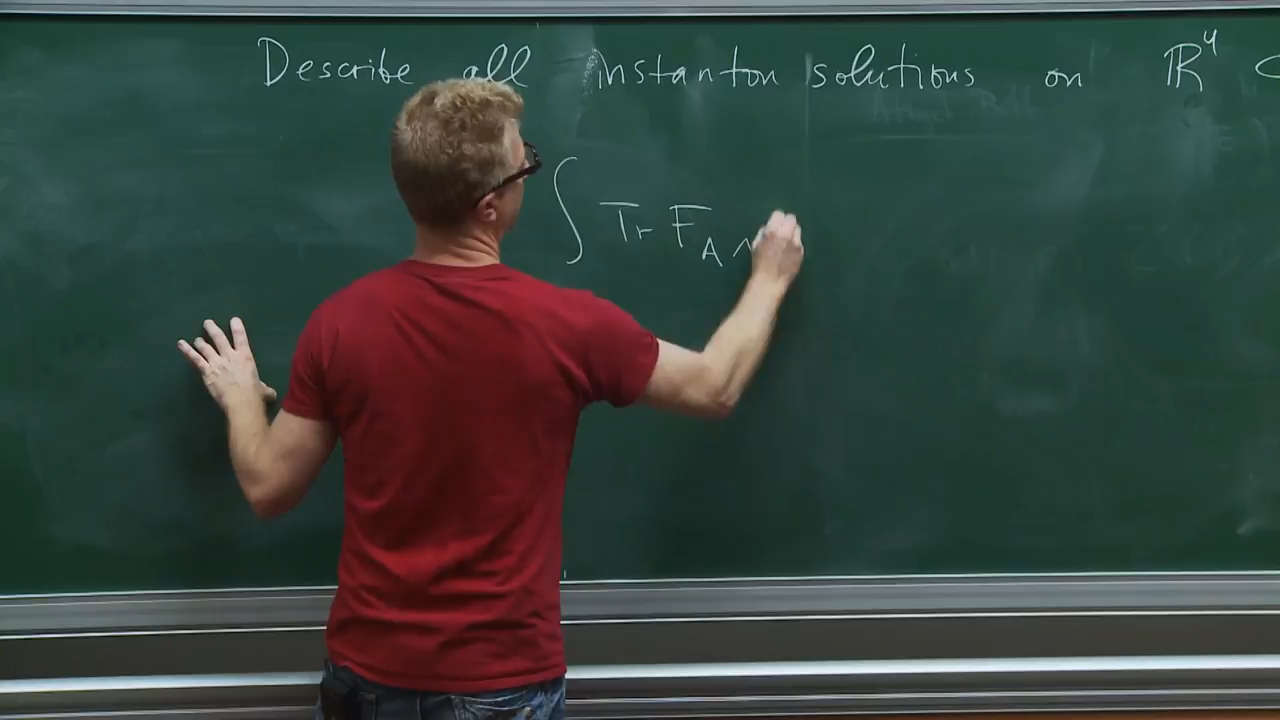 Describe all instanton solutions on ℝ⁴
∫ Tr F_A ∧